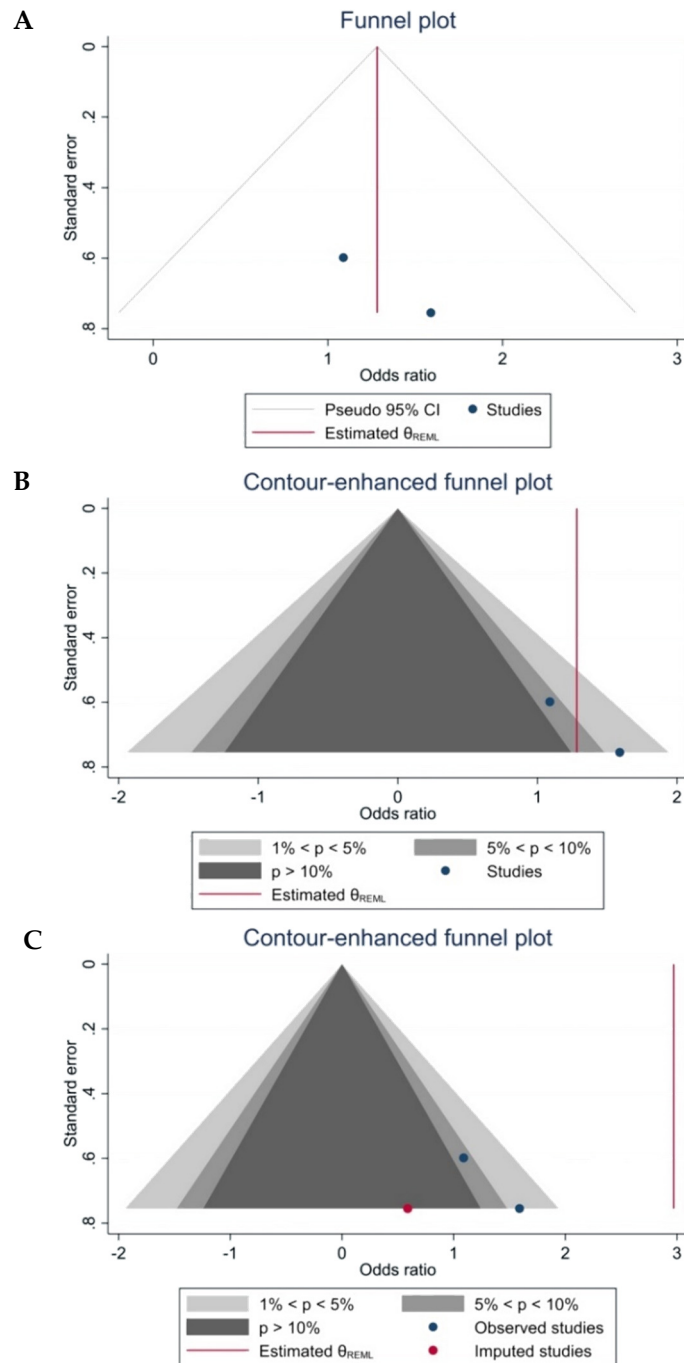 A
Funnel plot
Standard error
0
.2
.4
.6
.8
0 1 2 3
Odds ratio
Pseudo 95% CI Studies
Estimated θREML
B
Contour-enhanced funnel plot
Standard error
0
.2
.4
.6
.8
-2 -1 0 1 2
Odds ratio
1% < p < 5% 5% < p < 10%
p > 10% Studies
Estimated θREML
C
Contour-enhanced funnel plot
Standard error
0
.2
.4
.6
.8
-2 -1 0 1 2 3
Odds ratio
1% < p < 5% 5% < p < 10%
p > 10% Observed studies
Estimated θREML Imputed studies